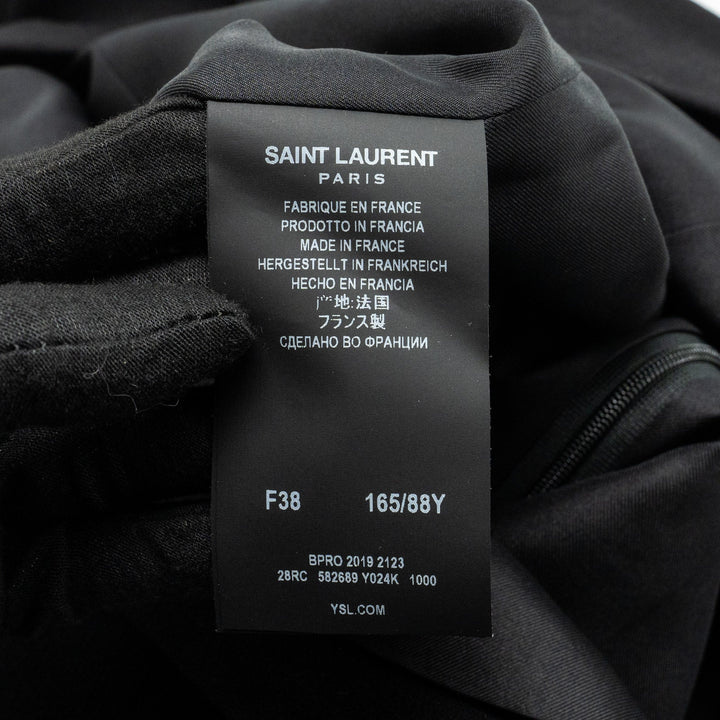 SAINT LAURENT
PARIS
FABRIQUE EN FRANCE
PRODOTTO IN FRANCIA
MADE IN FRANCE
HERGESTELLT IN FRANKREICH
HECHO EN FRANCIA
地:法国
フランス製
СДЕЛАНО ВО ФРАНЦИИ
F38 165/88Y
BPRO 2019 2123
28RC 582689 Y024K 1000
YSL.COM